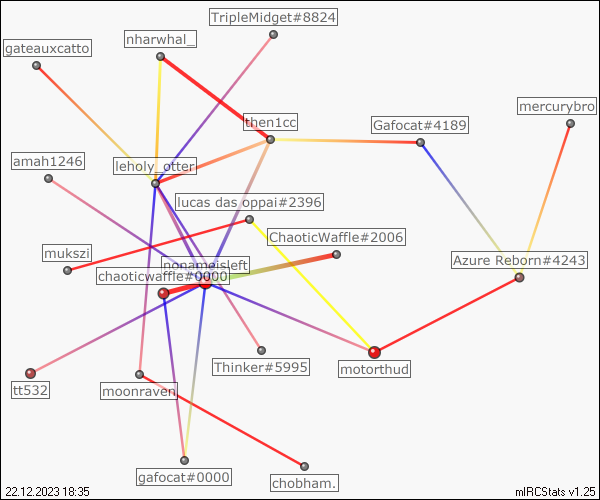 TripleMidget#8824
nharwhal_
gateauxcatto
mercurybro
then1cc
Gafocat#4189
amah1246
leholy_otter
lucas das oppai#2396
ChaoticWaffle#2006
mukszi
nonameisleft
Azure Reborn#4243
chaoticwaffle#0000
Thinker#5995
motorthud
tt532
moonraven
gafocat#0000
chobham.
22.12.2023 18:35
mIRCStats v1.25